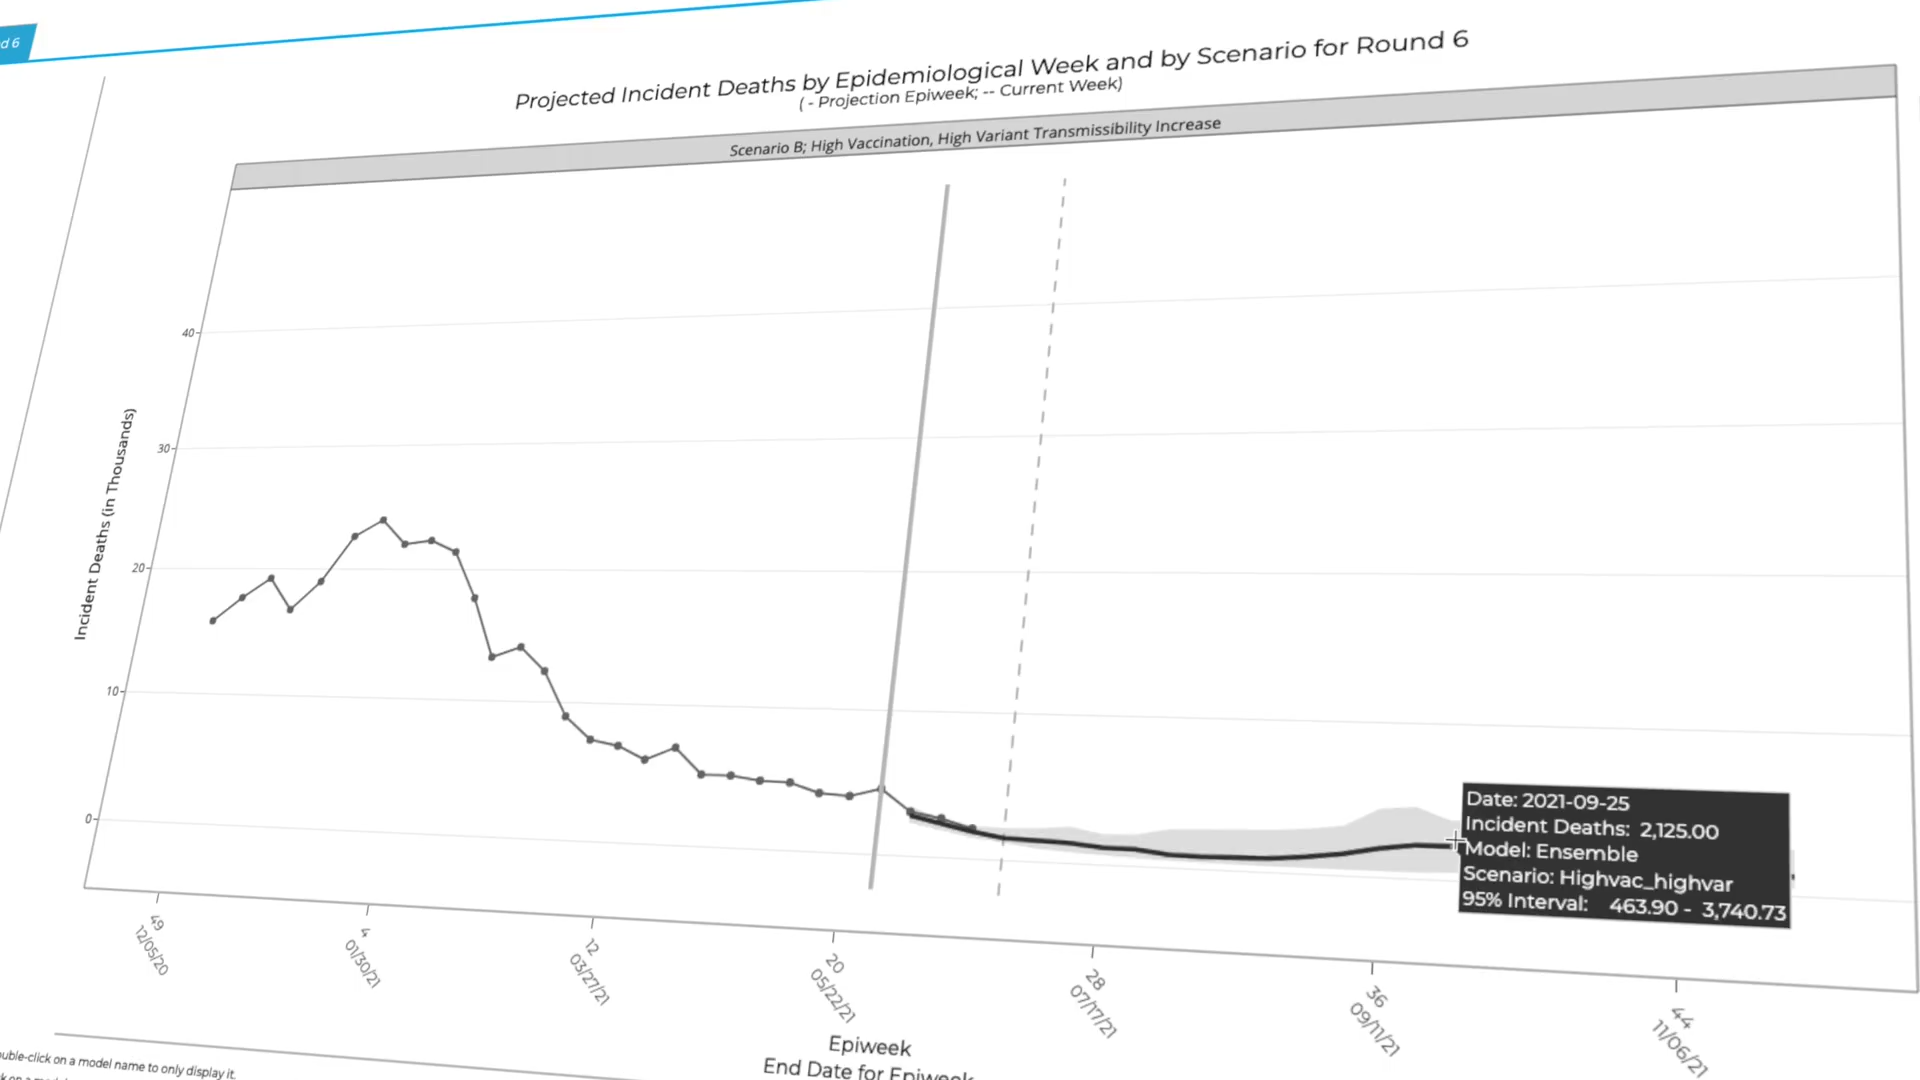 d 6
Projected Incident Deaths by Epidemiological Week and by Scenario for Round 6
( - Projection Epiweek; -- Current Week)
Scenario B; High Vaccination, High Variant Transmissibility Increase
Incident Deaths (in Thousands)
40
30
20
10
0
Date: 2021-09-25
Incident Deaths: 2,125.00
Model: Ensemble
Scenario: Highvac_highvar
95% Interval: 463.90 - 3,740.73
49
12/05/20
4
01/30/21
12
03/27/21
20
05/22/21
28
07/17/21
36
09/11/21
44
11/06/21
Epiweek
End Date for Epiweek
uble-click on a model name to only display it.